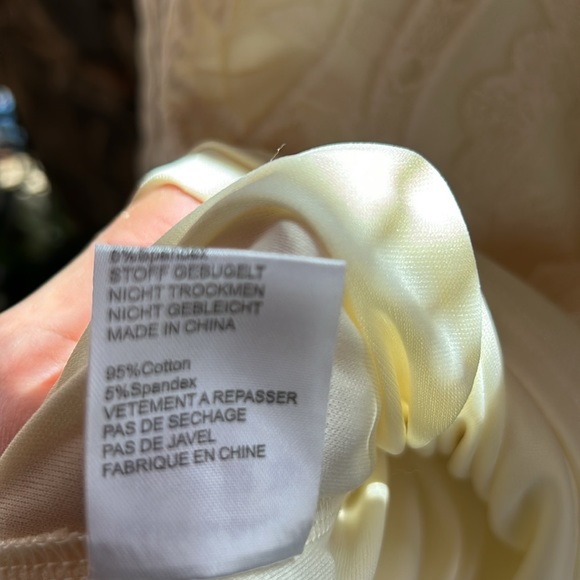 5%Spandex
STOFF GEBUGELT
NICHT TROCKMEN
NICHT GEBLEICHT
MADE IN CHINA
95%Cotton
5%Spandex
VETEMENT A REPASSER
PAS DE SECHAGE
PAS DE JAVEL
FABRIQUE EN CHINE